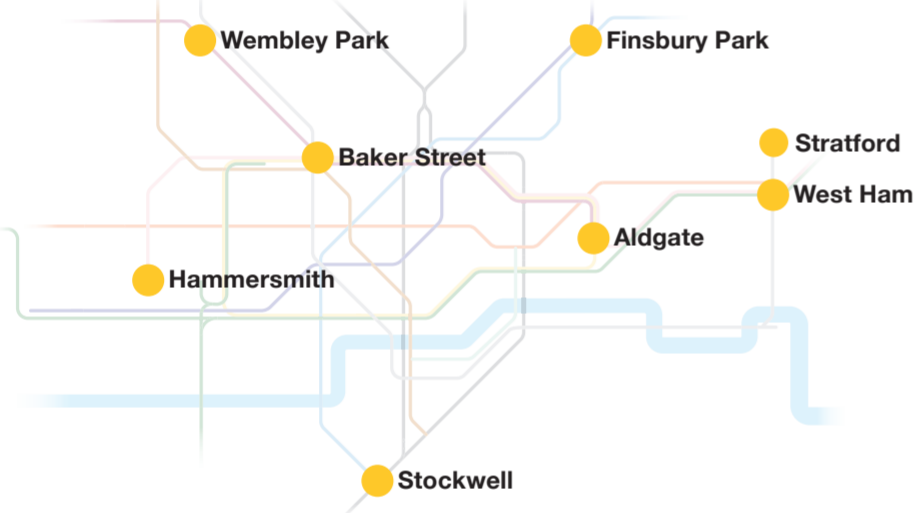 Wembley Park
Finsbury Park
Stratford
Baker Street
West Ham
Aldgate
Hammersmith
Stockwell